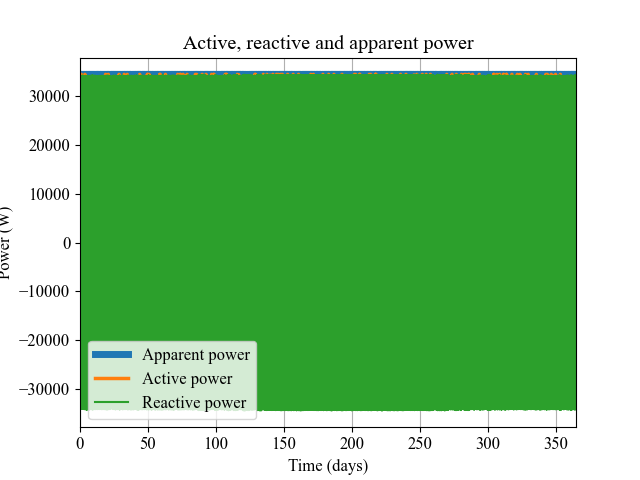 Active, reactive and apparent power
30000
20000
10000
0
−10000
−20000
−30000
Power (W)
Apparent power
Active power
Reactive power
0 50 100 150 200 250 300 350
Time (days)